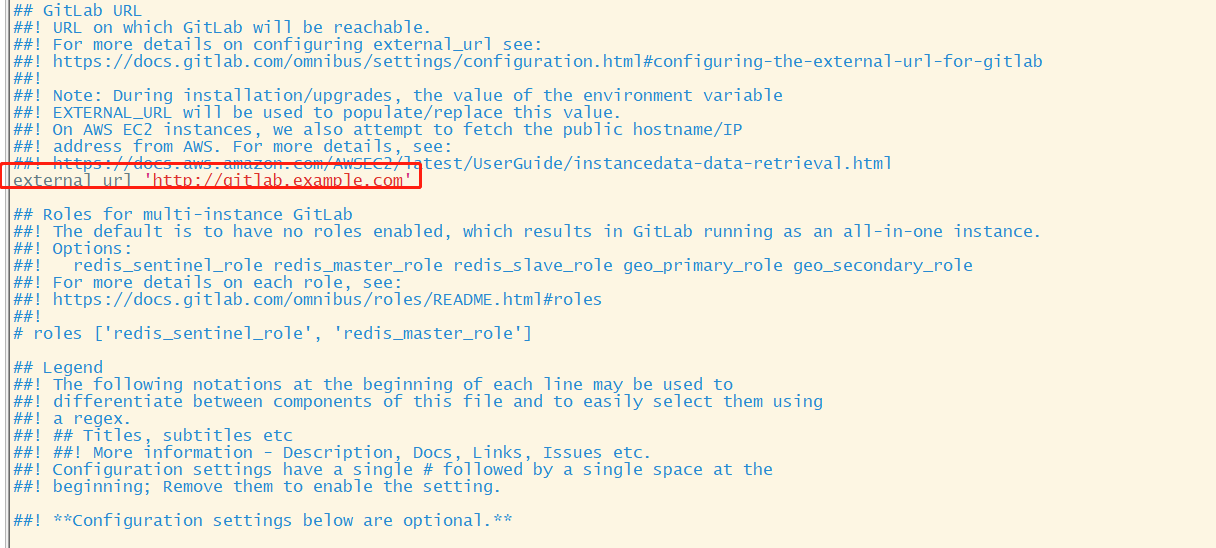 ## GitLab URL
##! URL on which GitLab will be reachable.
##! For more details on configuring external_url see:
##! https://docs.gitlab.com/omnibus/settings/configuration.html#configuring-the-external-url-for-gitlab
##!
##! Note: During installation/upgrades, the value of the environment variable
##! EXTERNAL_URL will be used to populate/replace this value.
##! On AWS EC2 instances, we also attempt to fetch the public hostname/IP
##! address from AWS. For more details, see:
##! https://docs.aws.amazon.com/AWSEC2/latest/UserGuide/instancedata-data-retrieval.html
external_url 'http://gitlab.example.com'
## Roles for multi-instance GitLab
##! The default is to have no roles enabled, which results in GitLab running as an all-in-one instance.
##! Options:
##!   redis_sentinel_role redis_master_role redis_slave_role geo_primary_role geo_secondary_role
##! For more details on each role, see:
##! https://docs.gitlab.com/omnibus/roles/README.html#roles
##!
# roles ['redis_sentinel_role', 'redis_master_role']
## Legend
##! The following notations at the beginning of each line may be used to
##! differentiate between components of this file and to easily select them using
##! a regex.
##! ## Titles, subtitles etc
##! ##! More information - Description, Docs, Links, Issues etc.
##! Configuration settings have a single # followed by a single space at the
##! beginning; Remove them to enable the setting.
##! **Configuration settings below are optional.**